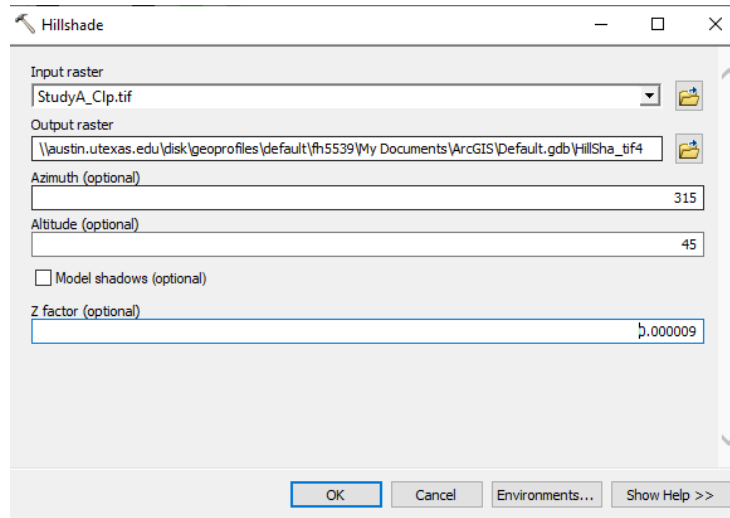 Hillshade
Input raster
StudyA_Clp.tif
Output raster
\\austin.utexas.edu\disk\geoprofiles\default\fh5539\My Documents\ArcGIS\Default.gdb\HillSha_tif4
Azimuth (optional)
315
Altitude (optional)
45
Model shadows (optional)
Z factor (optional)
0.000009
OK Cancel Environments... Show Help >>